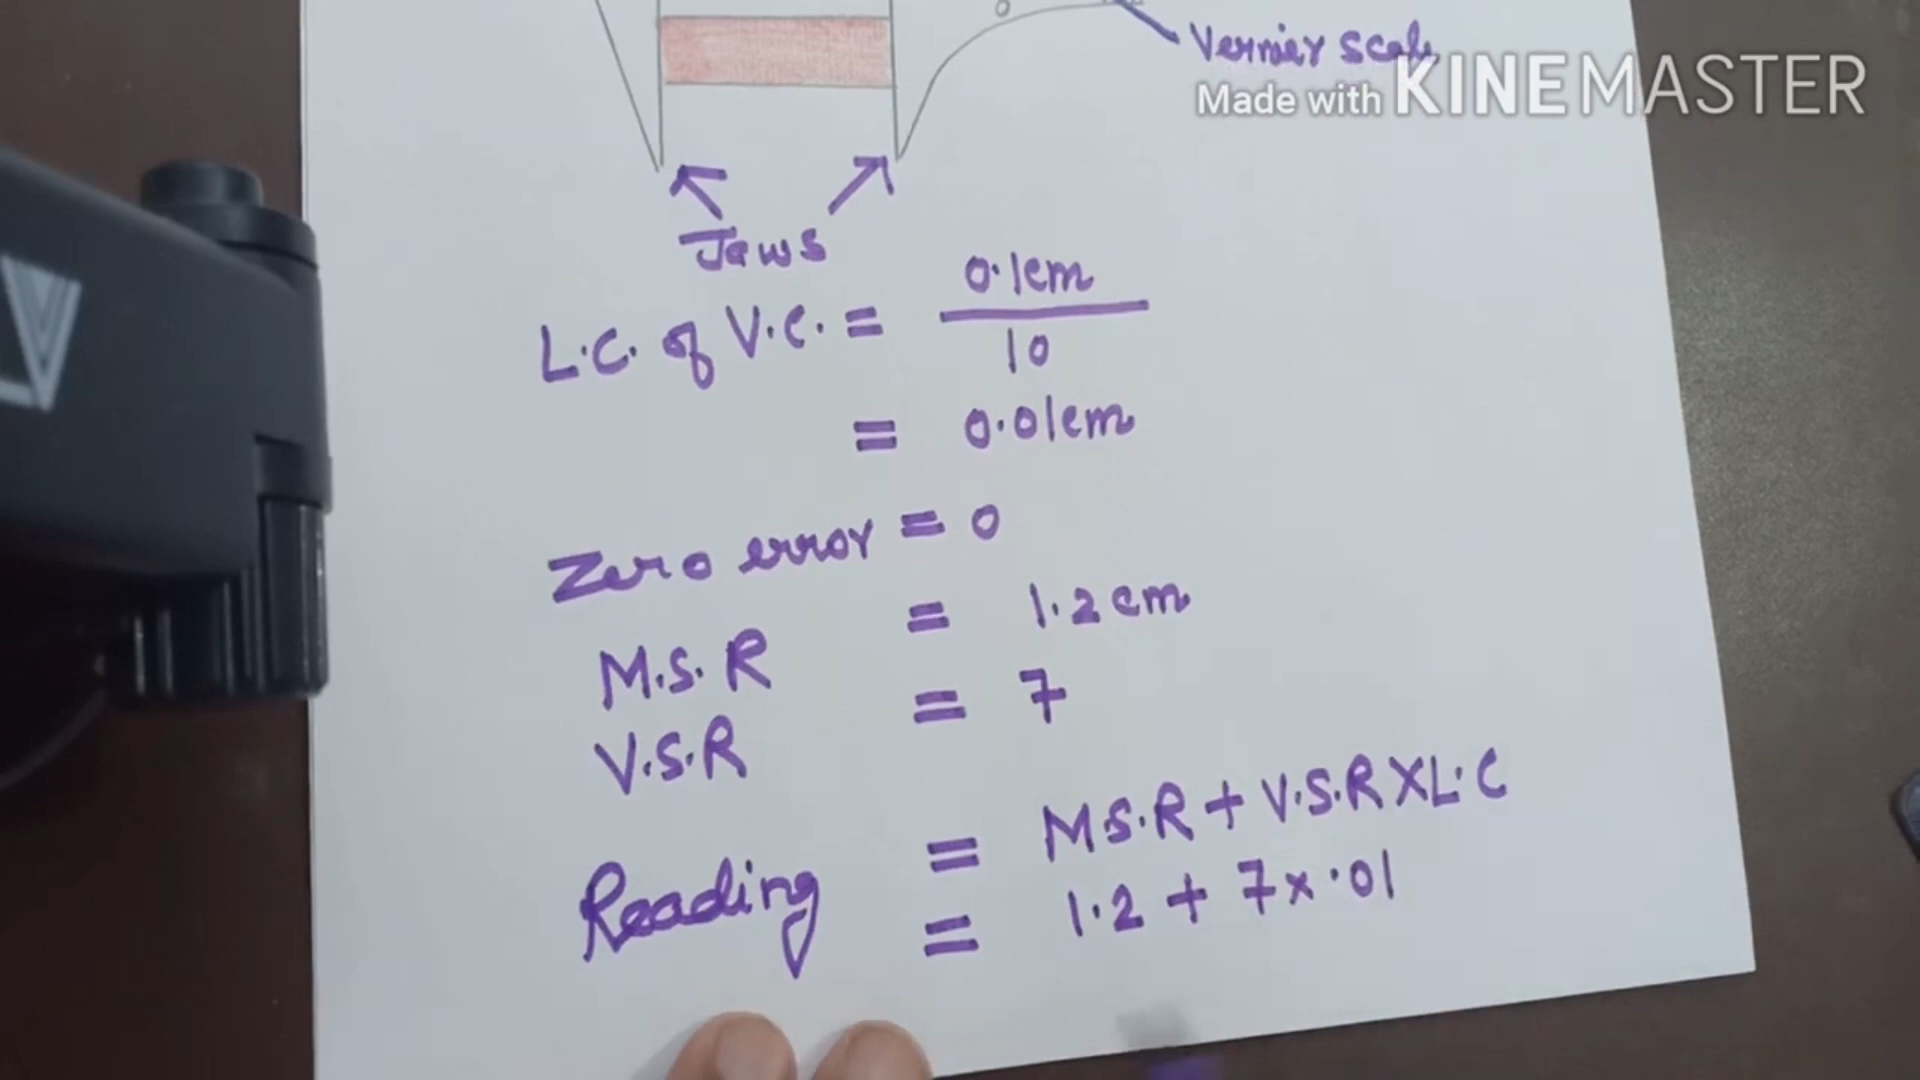 Vernier scale
Made with KINEMASTER
Jaws
L.C. of V.C. = 0.1cm
10
= 0.01cm
Zero error = 0
M.S.R = 1.2cm
V.S.R = 7
Reading = M.S.R + V.S.R X L.C
= 1.2 + 7 x .01